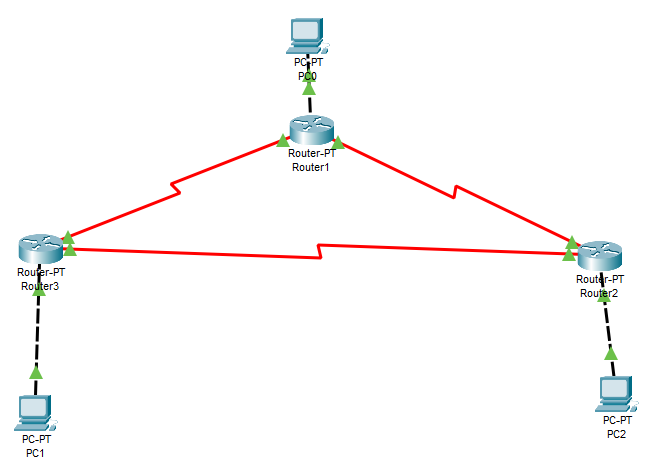 PC-PT
PC0
Router-PT
Router1
Router-PT
Router3
Router-PT
Router2
PC-PT
PC1
PC-PT
PC2